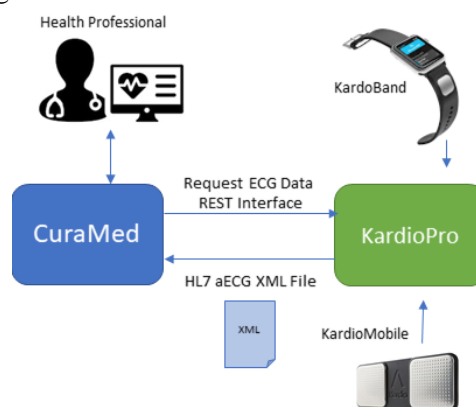 Health Professional
KardoBand
Request ECG Data
REST Interface
CuraMed
KardioPro
HL7 aECG XML File
XML
KardioMobile